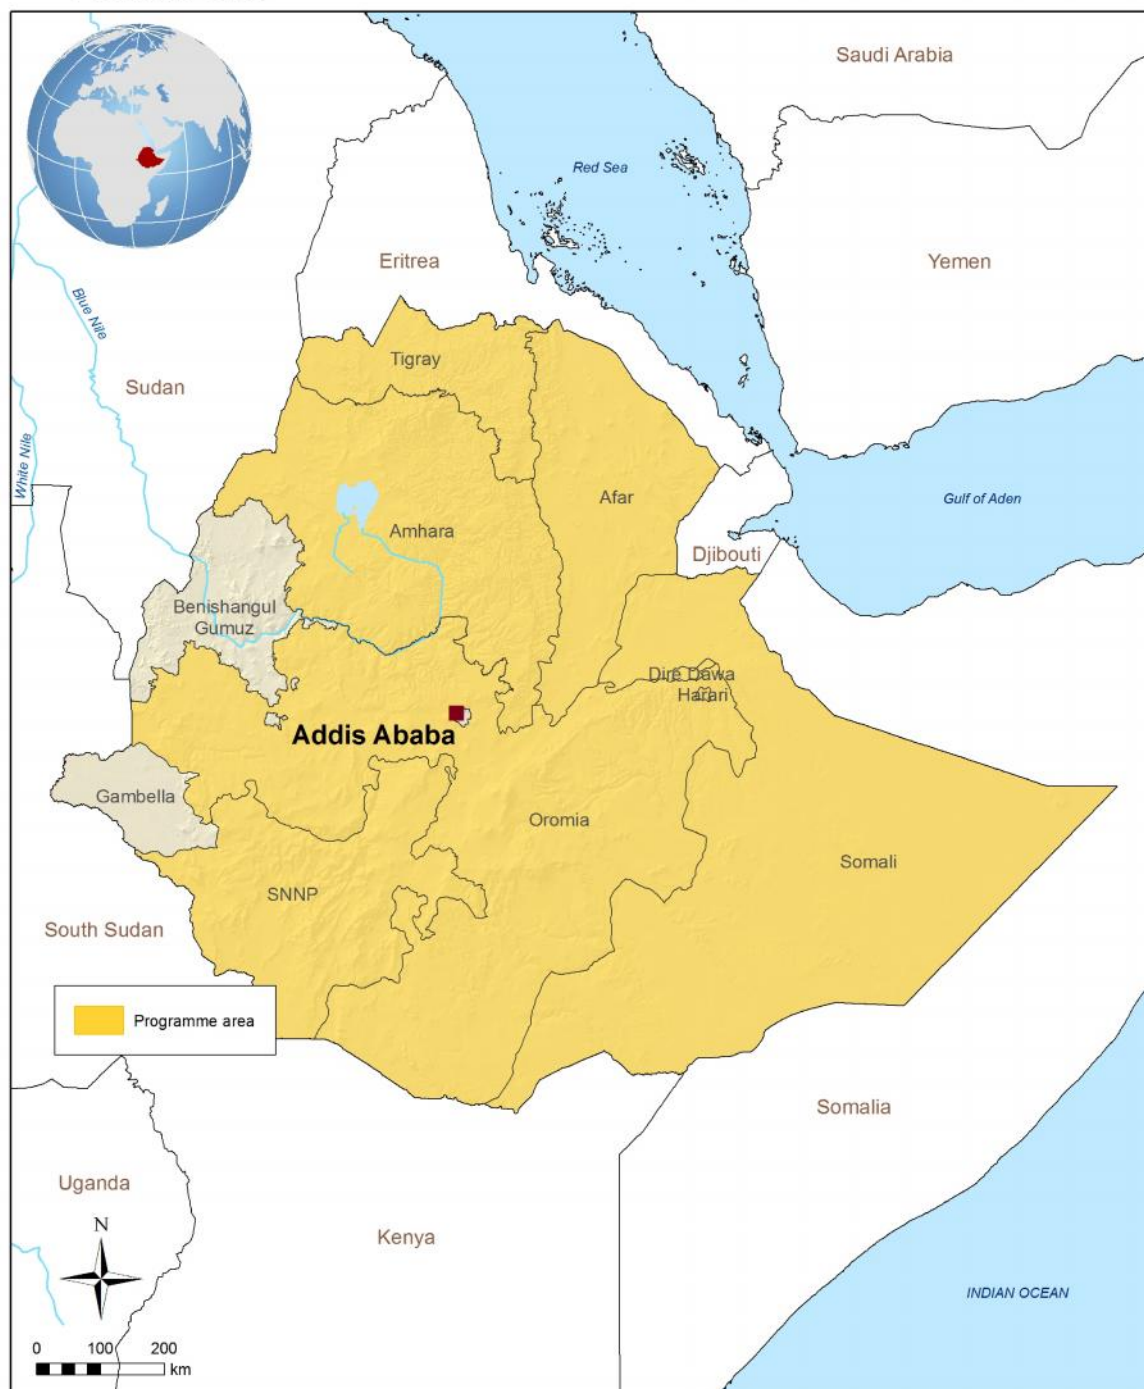 Saudi Arabia
Red Sea
Eritrea
Yemen
Blue Nile
Tigray
Sudan
White Nile
Afar
Gulf of Aden
Amhara
Djibouti
Benishangul
Gumuz
Dire Dawa
Harari
Addis Ababa
Gambella
Oromia
Somali
SNNP
South Sudan
Programme area
Somalia
Uganda
N
Kenya
INDIAN OCEAN
0 100 200
km